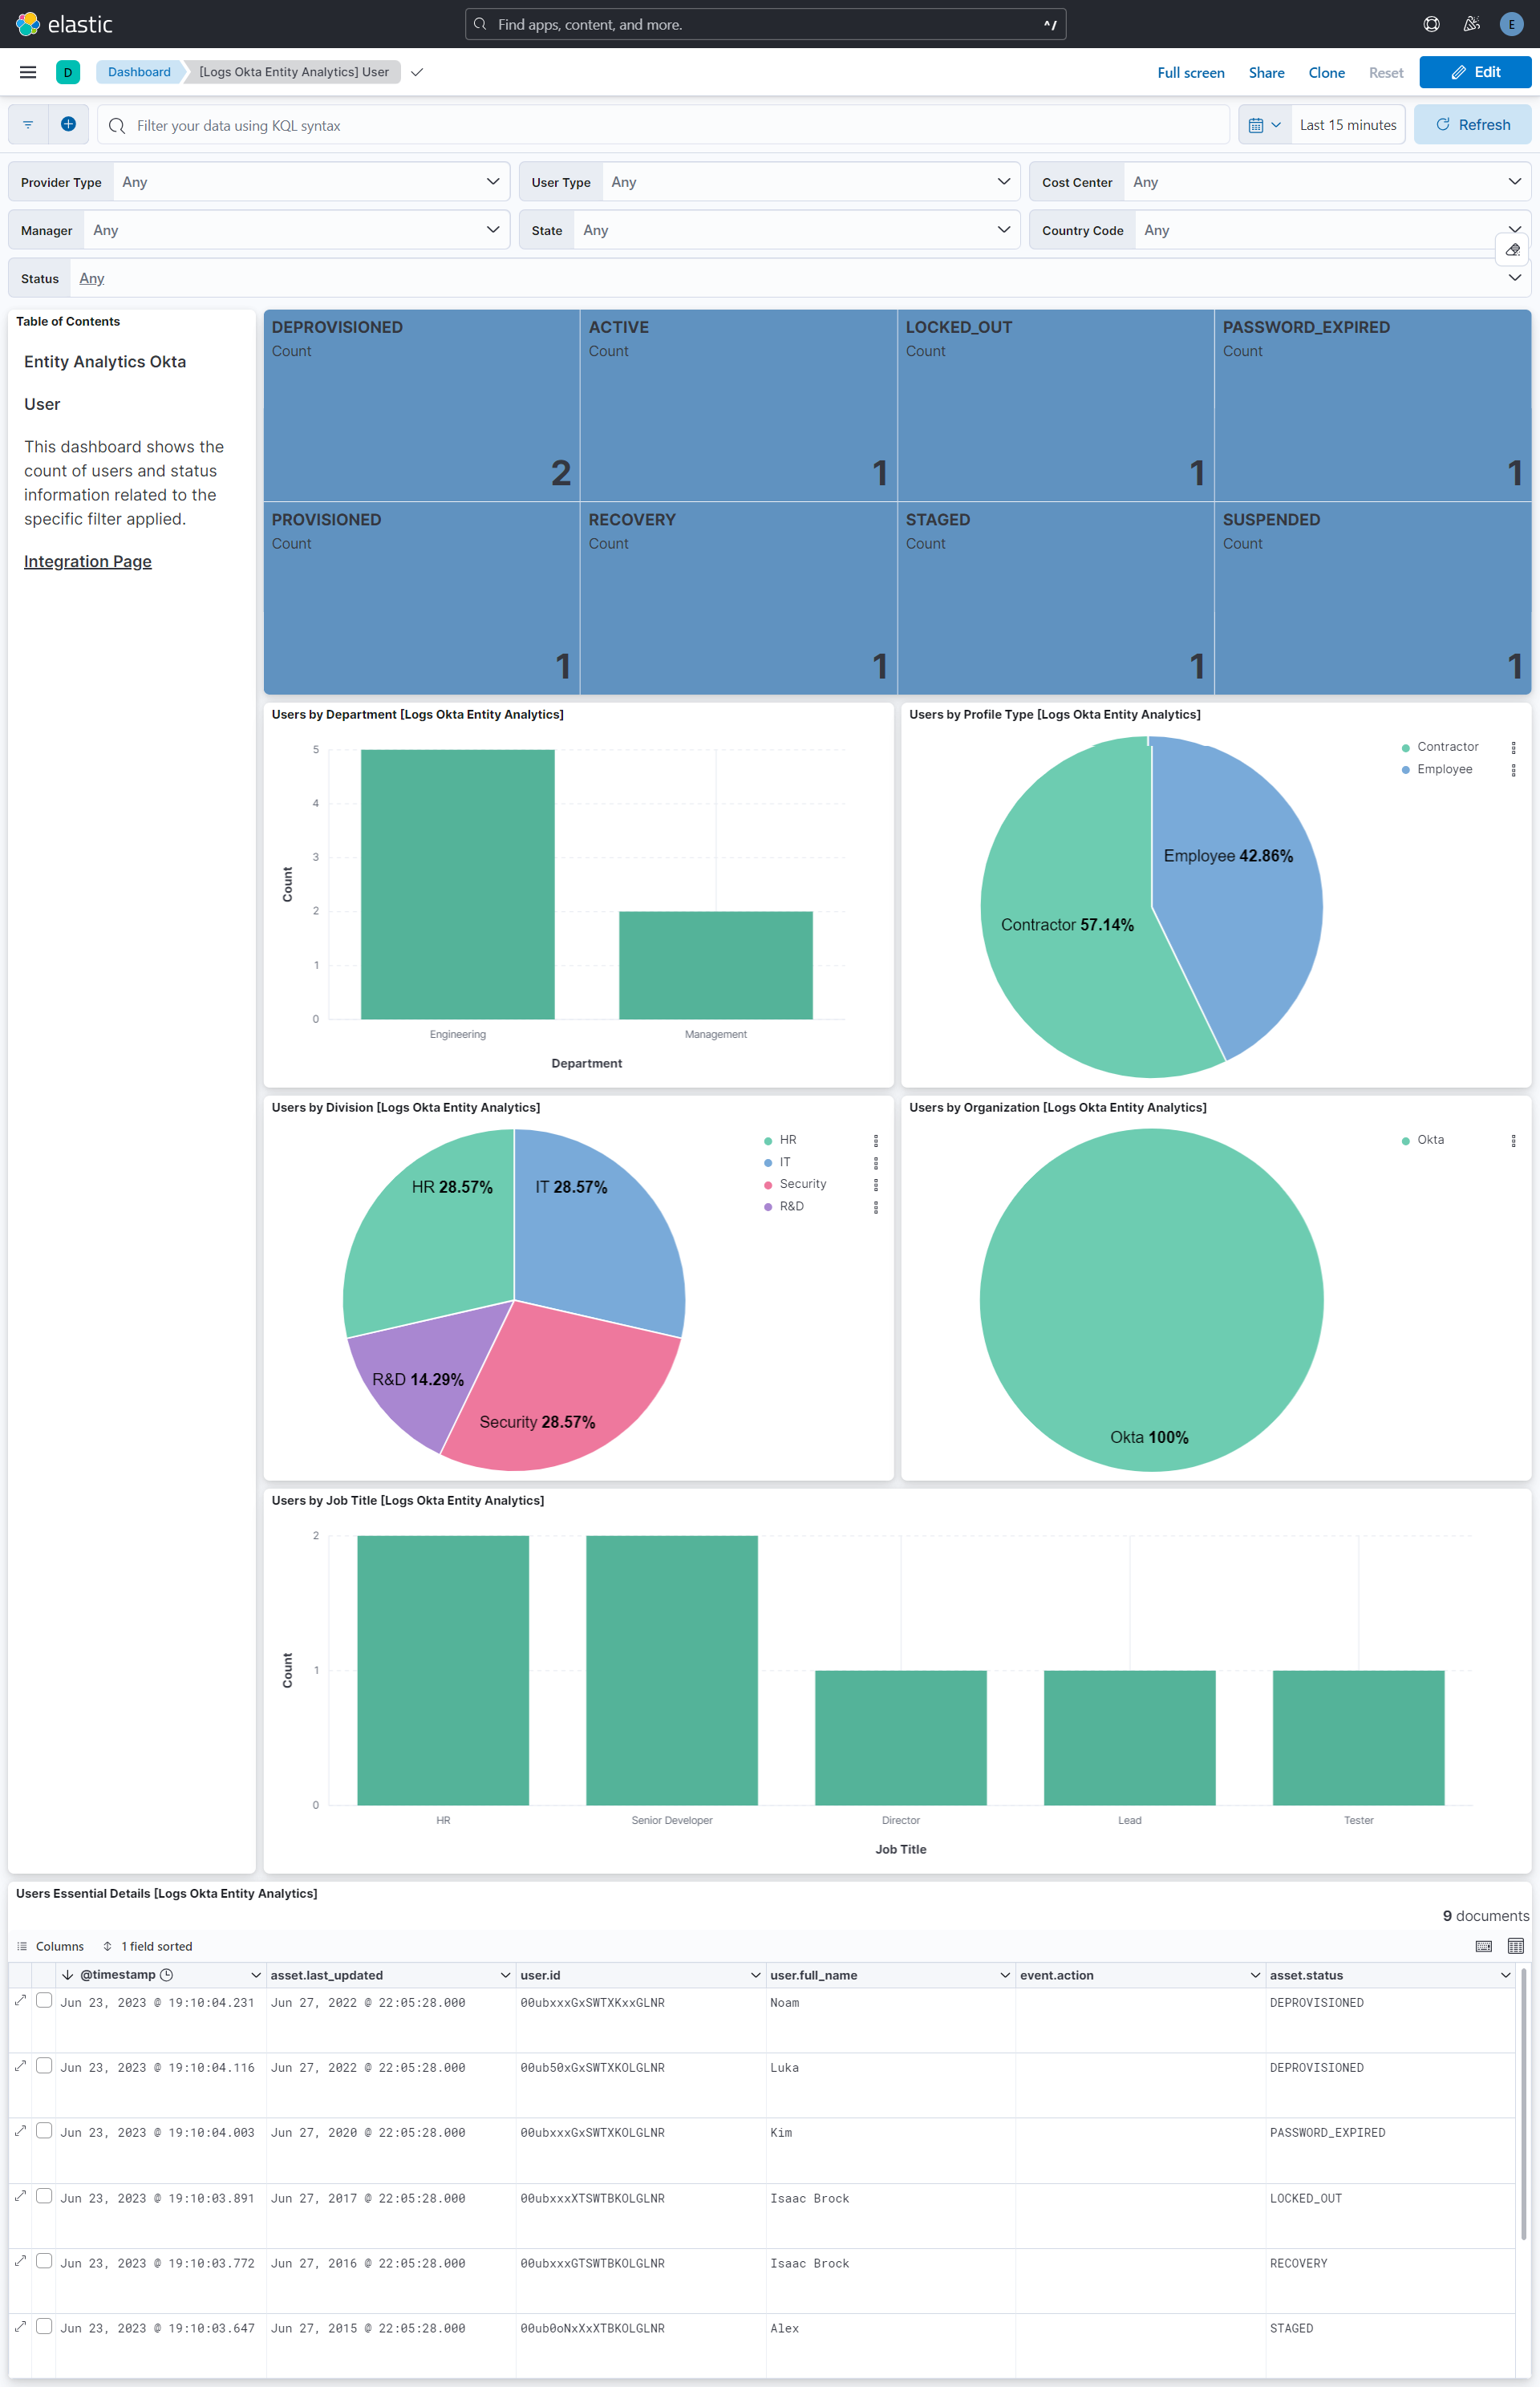 elastic
Find apps, content, and more.
^/
E
D
Dashboard
[Logs Okta Entity Analytics] User
Full screen
Share
Clone
Reset
Edit
Filter your data using KQL syntax
Last 15 minutes
Refresh
Provider Type Any
User Type Any
Cost Center Any
Manager Any
State Any
Country Code Any
Status Any
Table of Contents
Entity Analytics Okta
User
This dashboard shows the
count of users and status
information related to the
specific filter applied.
Integration Page
DEPROVISIONED
Count
2
ACTIVE
Count
1
LOCKED_OUT
Count
1
PASSWORD_EXPIRED
Count
1
PROVISIONED
Count
1
RECOVERY
Count
1
STAGED
Count
1
SUSPENDED
Count
1
Users by Department [Logs Okta Entity Analytics]
5
4
3
2
1
0
Count
Engineering
Management
Department
Users by Profile Type [Logs Okta Entity Analytics]
Employee 42.86%
Contractor 57.14%
Contractor
Employee
Users by Division [Logs Okta Entity Analytics]
HR 28.57%
IT 28.57%
R&D 14.29%
Security 28.57%
HR
IT
Security
R&D
Users by Organization [Logs Okta Entity Analytics]
Okta 100%
Okta
Users by Job Title [Logs Okta Entity Analytics]
2
1
0
Count
HR
Senior Developer
Director
Lead
Tester
Job Title
Users Essential Details [Logs Okta Entity Analytics]
9 documents
Columns
1 field sorted
@timestamp asset.last_updated user.id user.full_name event.action asset.status
Jun 23, 2023 @ 19:10:04.231 Jun 27, 2022 @ 22:05:28.000 00ubxxxGxSWTXKxxGLNR Noam DEPROVISIONED
Jun 23, 2023 @ 19:10:04.116 Jun 27, 2022 @ 22:05:28.000 00ub50xGxSWTXKOLGLNR Luka DEPROVISIONED
Jun 23, 2023 @ 19:10:04.003 Jun 27, 2020 @ 22:05:28.000 00ubxxxGxSWTXKOLGLNR Kim PASSWORD_EXPIRED
Jun 23, 2023 @ 19:10:03.891 Jun 27, 2017 @ 22:05:28.000 00ubxxxXTSWTBKOLGLNR Isaac Brock LOCKED_OUT
Jun 23, 2023 @ 19:10:03.772 Jun 27, 2016 @ 22:05:28.000 00ubxxxGTSWTBKOLGLNR Isaac Brock RECOVERY
Jun 23, 2023 @ 19:10:03.647 Jun 27, 2015 @ 22:05:28.000 00ub0oNxXxXTBKOLGLNR Alex STAGED